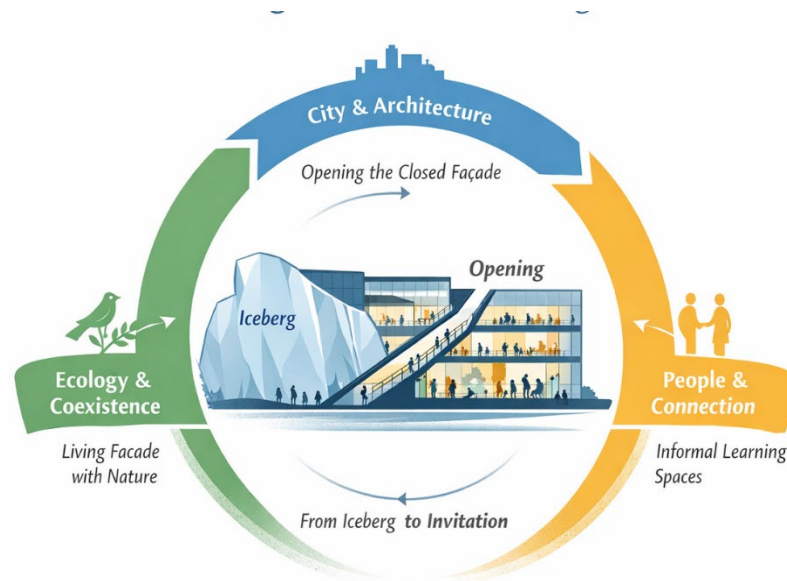 City & Architecture
Opening the Closed Façade
Opening
Iceberg
Ecology &
Coexistence
People &
Connection
Living Facade
with Nature
Informal Learning
Spaces
From Iceberg to Invitation